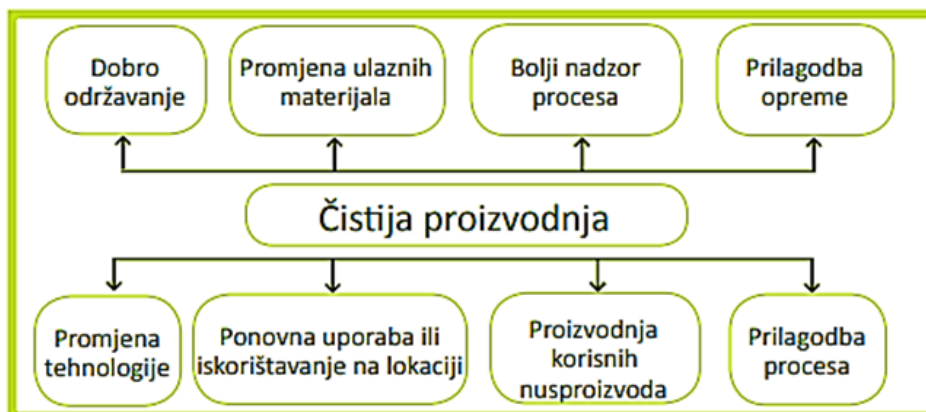 Dobro
održavanje
Promjena ulaznih
materijala
Bolji nadzor
procesa
Prilagodba
opreme
Čistija proizvodnja
Promjena
tehnologije
Ponovna uporaba ili
iskorištavanje na lokaciji
Proizvodnja
korisnih
nusproizvoda
Prilagodba
procesa